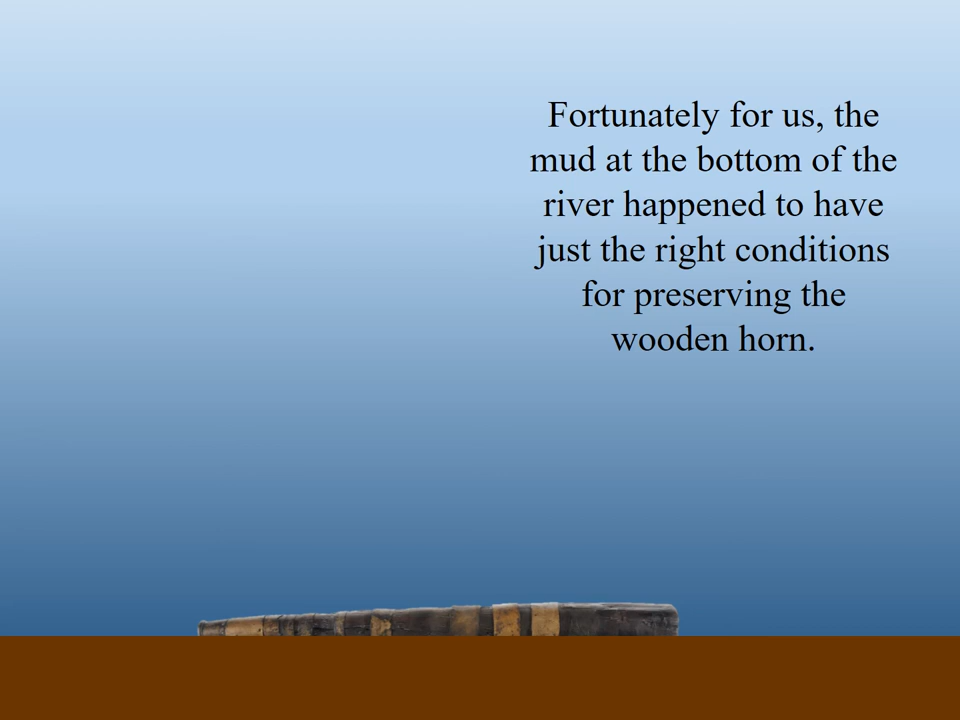 Fortunately for us, the
mud at the bottom of the
river happened to have
just the right conditions
for preserving the
wooden horn.